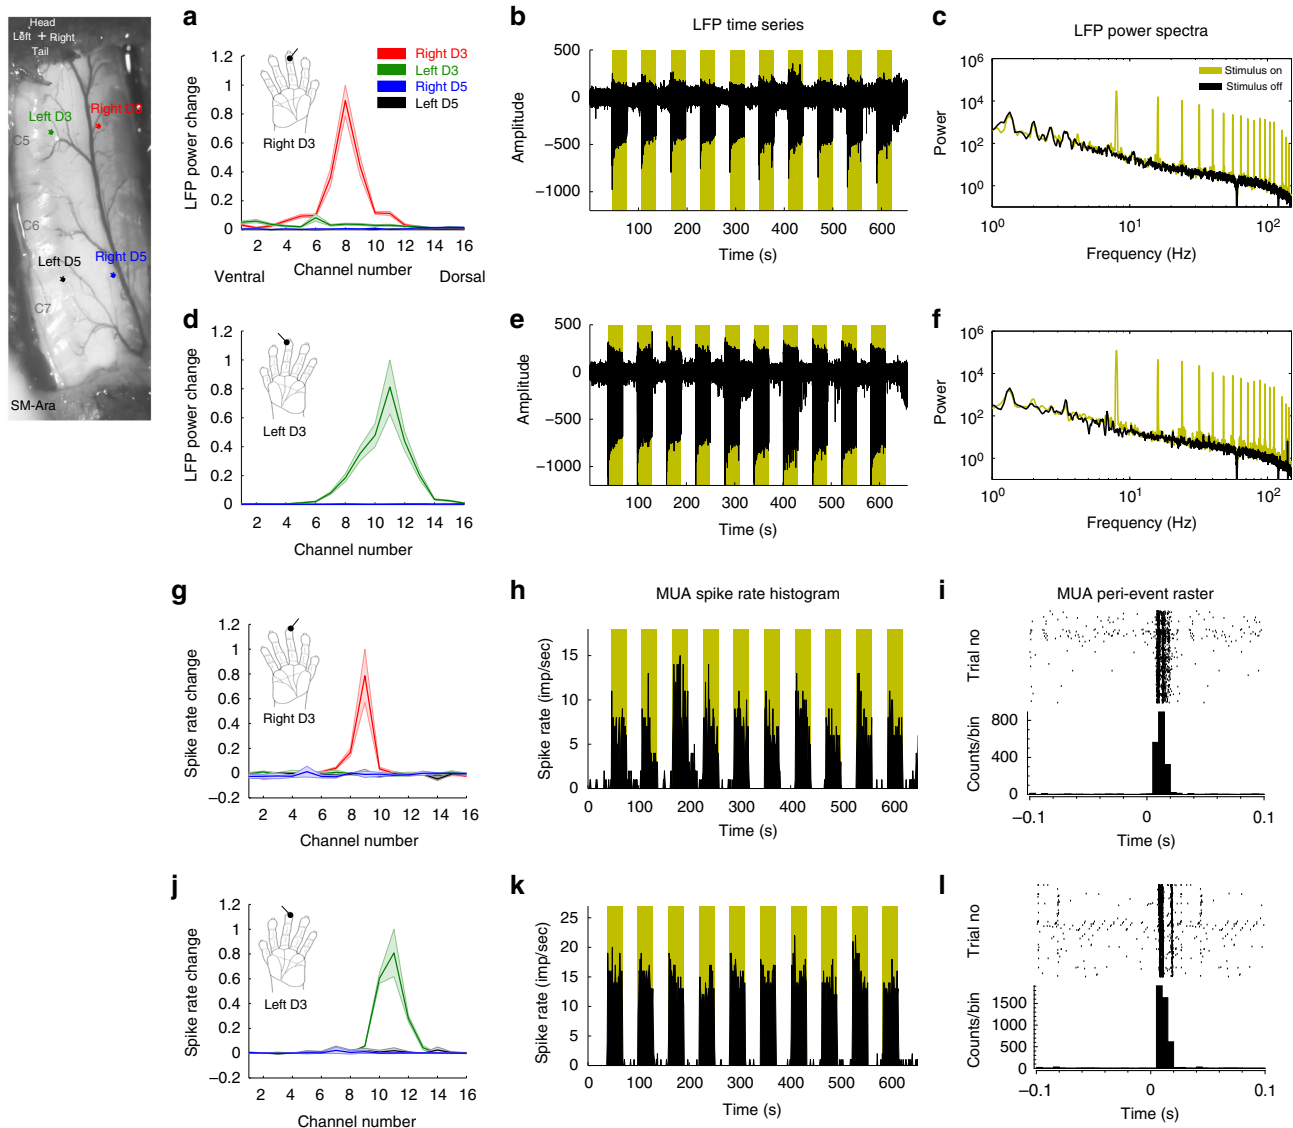 Head
Left + Right
Tail
Left D3
C5
C6
Left D5
Right D5
C7
SM-Ara
a
1.2
1
0.8
0.6
0.4
0.2
0
LFP power change
Right D3
Right D3
Left D3
Right D5
Left D5
2 4 6 8 10 12 14 16
Ventral Channel number Dorsal
b
LFP time series
500
0
−500
−1000
Amplitude
100 200 300 400 500 600
Time (s)
c
LFP power spectra
10^6
10^4
10^2
10^0
Power
Stimulus on
Stimulus off
10^0 10^1 10^2
Frequency (Hz)
d
1.2
1
0.8
0.6
0.4
0.2
0
LFP power change
Left D3
2 4 6 8 10 12 14 16
Channel number
e
500
0
−500
−1000
Amplitude
100 200 300 400 500 600
Time (s)
f
10^6
10^4
10^2
10^0
Power
10^0 10^1 10^2
Frequency (Hz)
g
1.2
1
0.8
0.6
0.4
0.2
0
−0.2
Spike rate change
Right D3
2 4 6 8 10 12 14 16
Channel number
h
MUA spike rate histogram
15
10
5
0
Spike rate (imp/sec)
0 100 200 300 400 500 600
Time (s)
i
MUA peri-event raster
Trial no
800
400
0
Counts/bin
−0.1 0 0.1
Time (s)
j
1.2
1
0.8
0.6
0.4
0.2
0
−0.2
Spike rate change
Left D3
2 4 6 8 10 12 14 16
Channel number
k
25
20
15
10
5
0
Spike rate (imp/sec)
0 100 200 300 400 500 600
Time (s)
l
Trial no
1500
1000
500
0
Counts/bin
−0.1 0 0.1
Time (s)